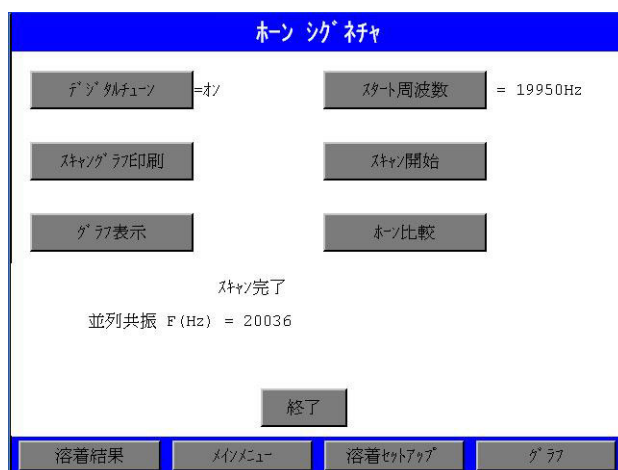 ﾎｰﾝ ｼｸﾞﾈﾁｬ
ﾃﾞｼﾞﾀﾙﾁｭｰﾝ =ｵﾝ
ｽﾀｰﾄ周波数 = 19950Hz
ｽｷｬﾝｸﾞﾗﾌ印刷
ｽｷｬﾝ開始
ｸﾞﾗﾌ表示
ﾎｰﾝ比較
ｽｷｬﾝ完了
並列共振 F(Hz) = 20036
終了
溶着結果
ﾒｲﾝﾒﾆｭｰ
溶着ｾｯﾄｱｯﾌﾟ
ｸﾞﾗﾌ